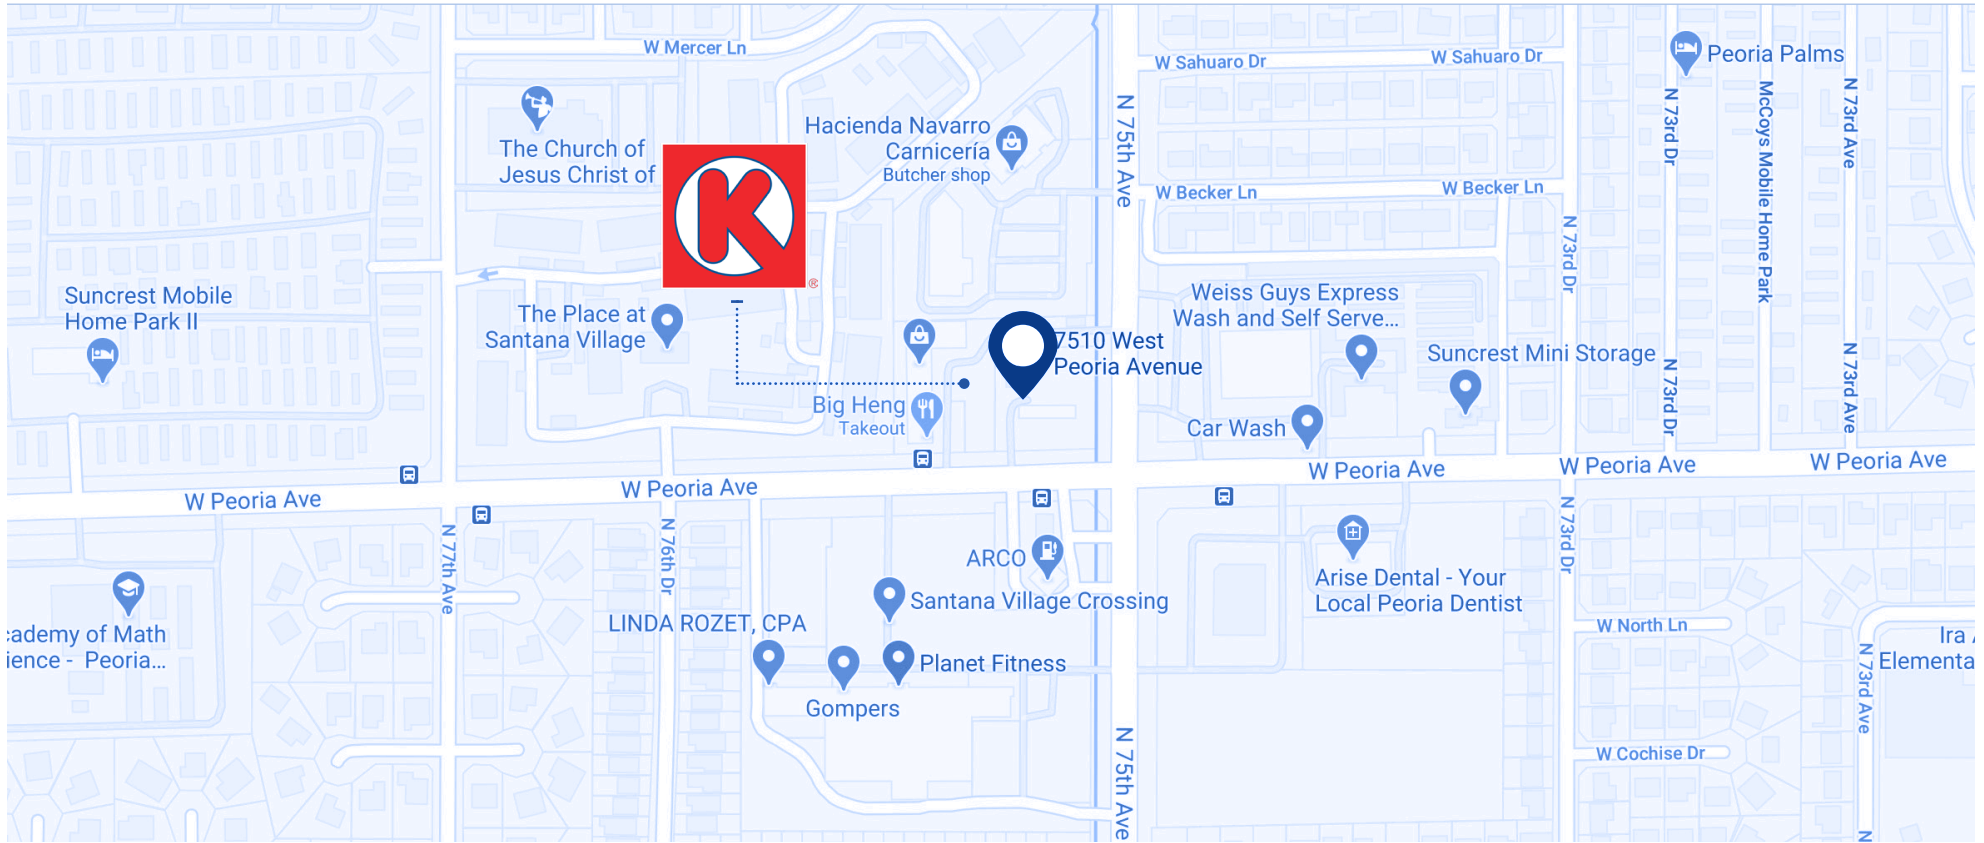 W Mercer Ln
W Sahuaro Dr
W Sahuaro Dr
Peoria Palms
The Church of
Jesus Christ of
K
®
Hacienda Navarro
Carnicería
Butcher shop
N 75th Ave
N 73rd Dr
McCoys Mobile Home Park
N 73rd Ave
W Becker Ln
W Becker Ln
N 73rd Dr
Suncrest Mobile
Home Park II
The Place at
Santana Village
7510 West
Peoria Avenue
Weiss Guys Express
Wash and Self Serve...
Suncrest Mini Storage
N 73rd Dr
N 73rd Ave
Big Heng
Takeout
Car Wash
W Peoria Ave
W Peoria Ave
W Peoria Ave
W Peoria Ave
W Peoria Ave
N 77th Ave
N 76th Dr
N 73rd Dr
ARCO
Santana Village Crossing
Arise Dental - Your
Local Peoria Dentist
LINDA ROZET, CPA
Planet Fitness
Gompers
cademy of Math
ience - Peoria...
W North Ln
Ira A
Elementa
N 73rd Ave
N 75th Ave
W Cochise Dr
N